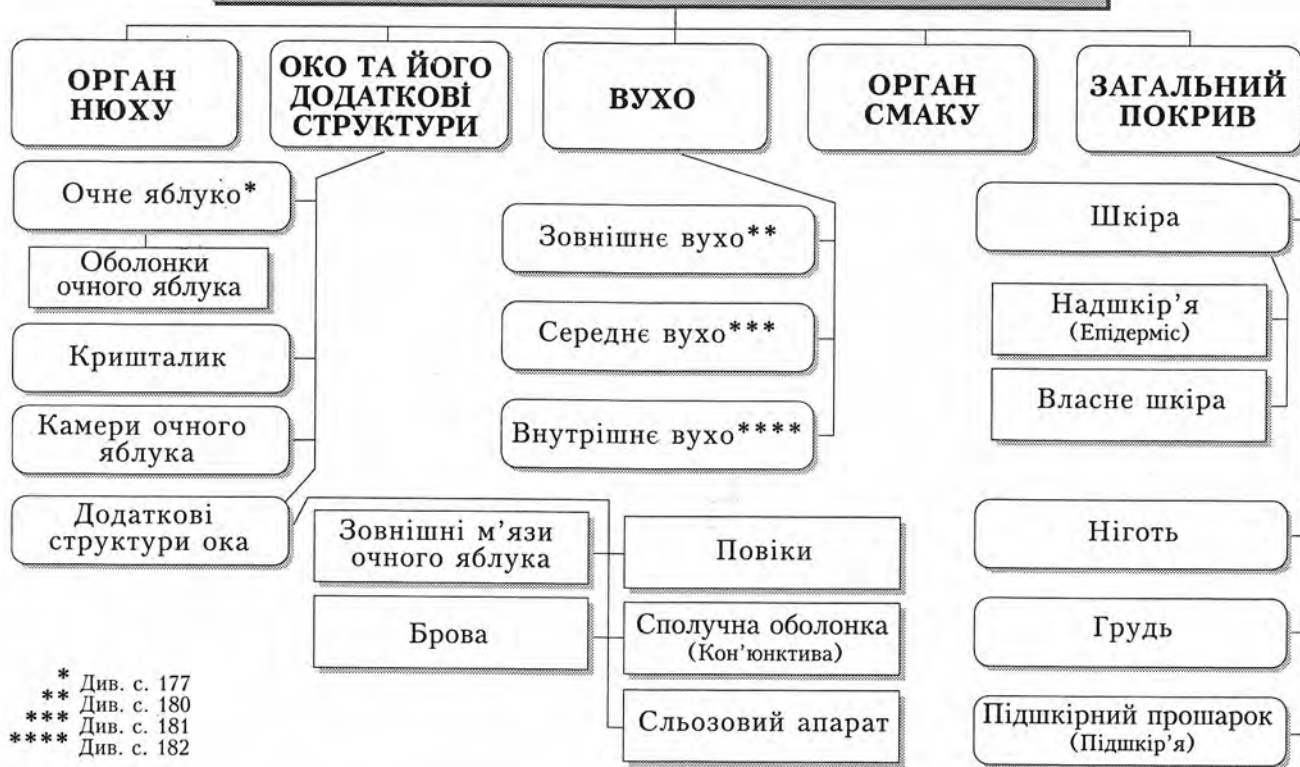 ОРГАН
НЮХУ
ОКО ТА ЙОГО
ДОДАТКОВІ
СТРУКТУРИ
ВУХО
ОРГАН
СМАКУ
ЗАГАЛЬНИЙ
ПОКРИВ
Очне яблуко*
Оболонки
очного яблука
Кришталик
Камери очного
яблука
Додаткові
структури ока
Зовнішні м'язи
очного яблука
Брова
Повіки
Сполучна оболонка
(Кон'юнктива)
Сльозовий апарат
Зовнішнє вухо**
Середнє вухо***
Внутрішнє вухо****
Шкіра
Надшкір'я
(Епідерміс)
Власне шкіра
Ніготь
Грудь
Підшкірний прошарок
(Підшкір'я)
* Див. с. 177
** Див. с. 180
*** Див. с. 181
**** Див. с. 182